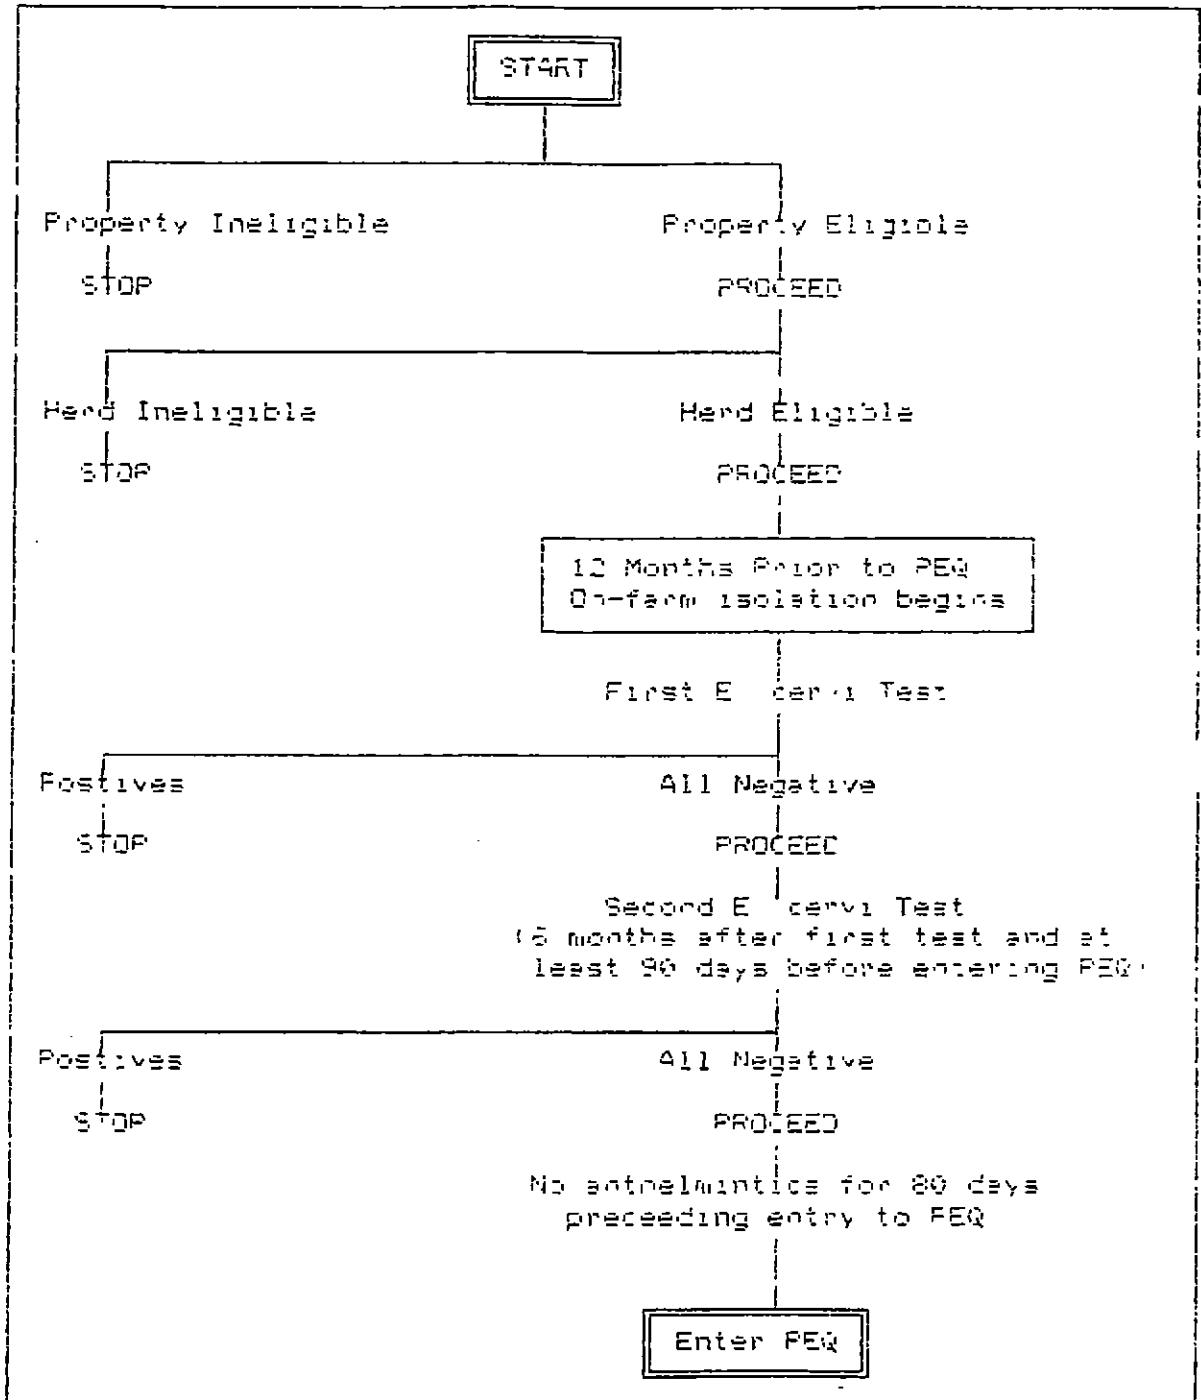 START
Property Ineligible Property Eligible
STOP PROCEED
Herd Ineligible Herd Eligible
STOP PROCEED
12 Months Prior to PEQ
On-farm isolation begins
First E cervi Test
Postives All Negative
STOP PROCEED
Second E cervi Test
(6 months after first test and at
least 90 days before entering PEQ)
Postives All Negative
STOP PROCEED
No anthelmintics for 80 days
preceeding entry to PEQ
Enter PEQ